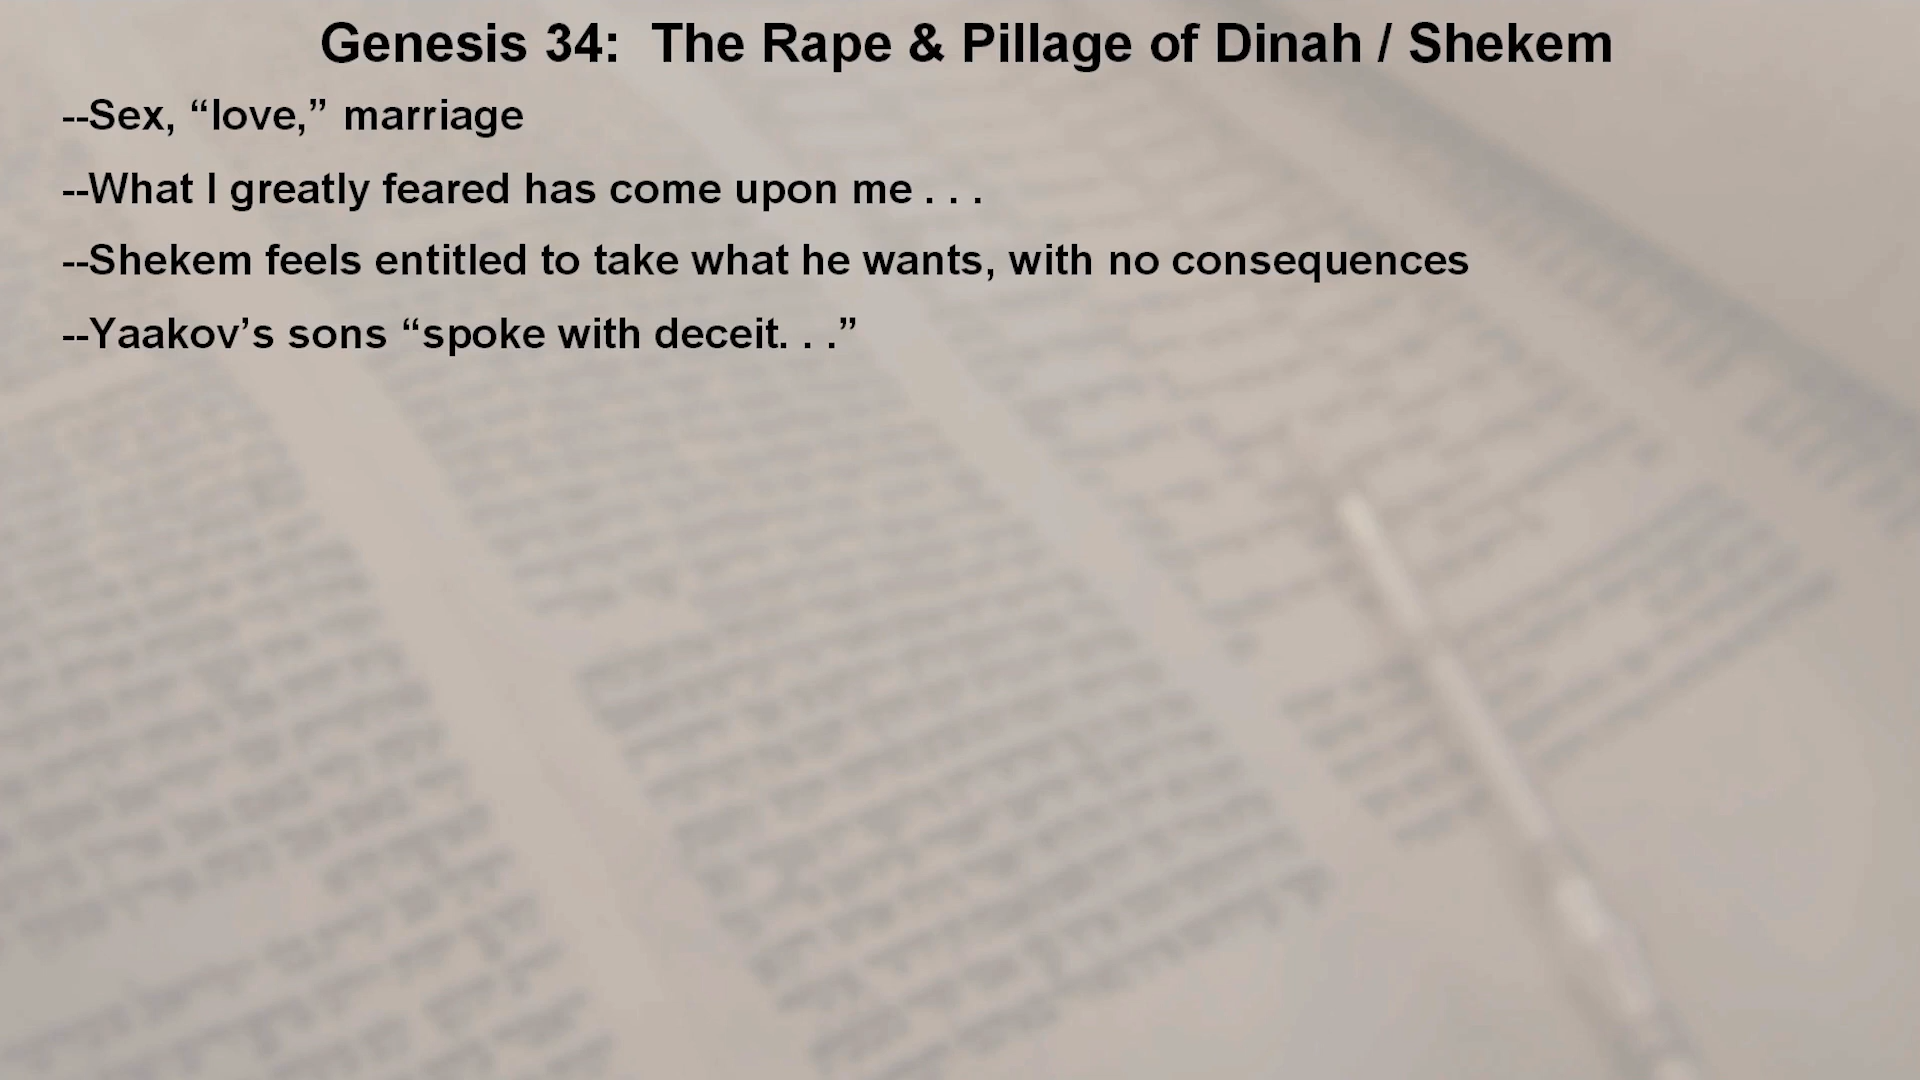 Genesis 34:  The Rape & Pillage of Dinah / Shekem
--Sex, “love,” marriage
--What I greatly feared has come upon me . . .
--Shekem feels entitled to take what he wants, with no consequences
--Yaakov’s sons “spoke with deceit. . .”